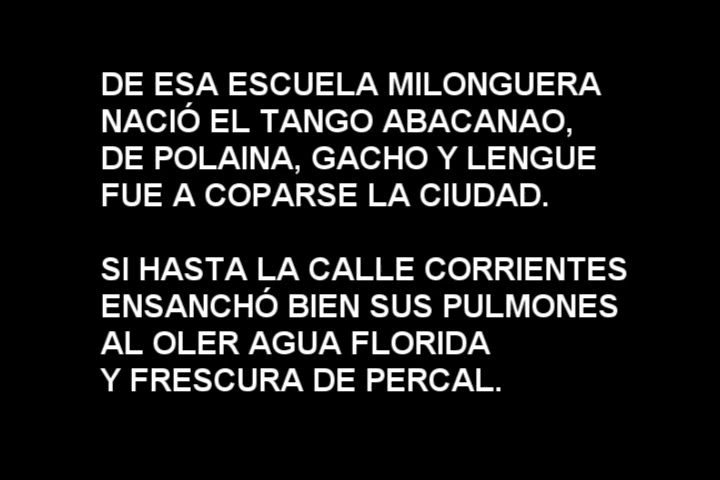 DE ESA ESCUELA MILONGUERA
NACIÓ EL TANGO ABACANAO,
DE POLAINA, GACHO Y LENGUE
FUE A COPARSE LA CIUDAD.
SI HASTA LA CALLE CORRIENTES
ENSANCHÓ BIEN SUS PULMONES
AL OLER AGUA FLORIDA
Y FRESCURA DE PERCAL.